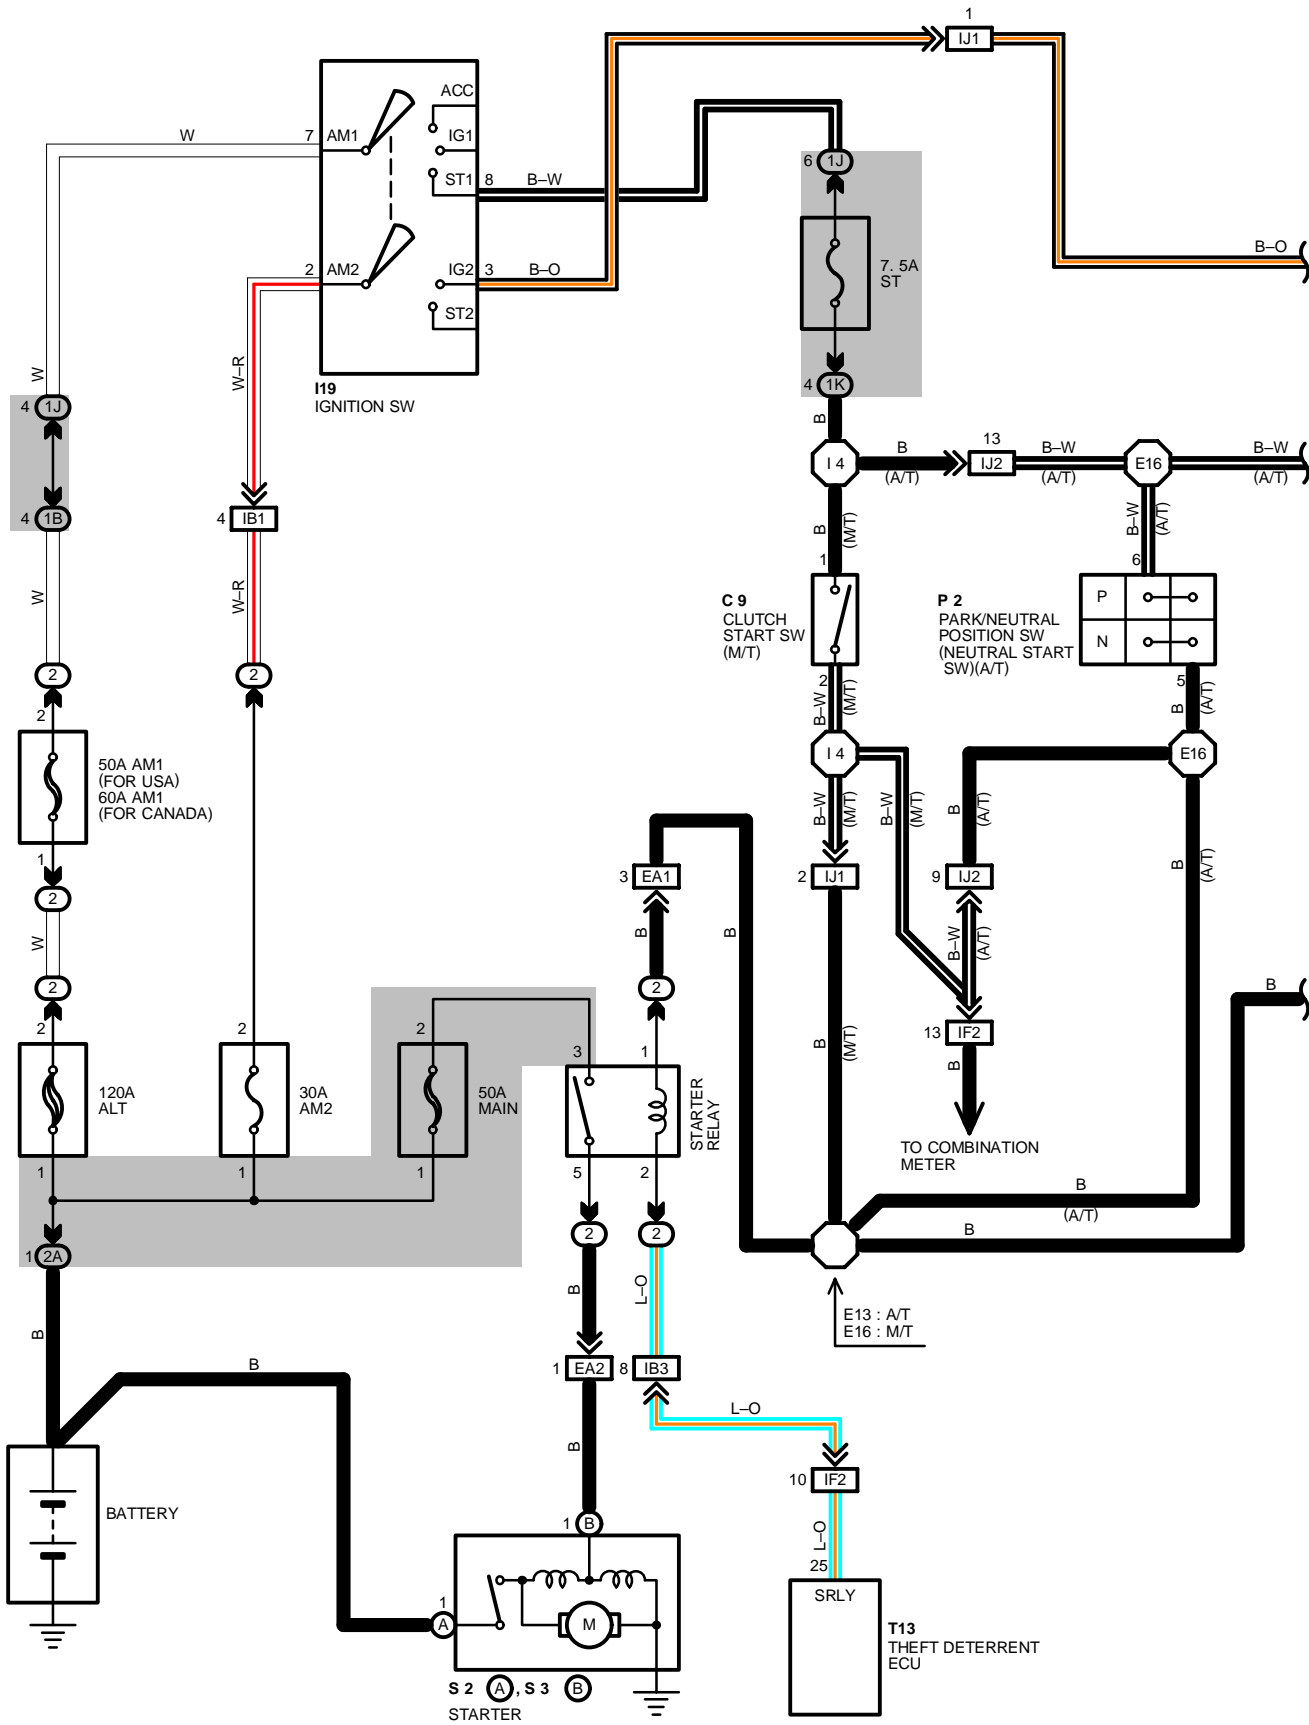 1
IJ1
ACC
W
7
AM1
IG1
6
1J
ST1
8
B–W
B–O
2
AM2
IG2
3
B–O
7. 5A
ST
ST2
W
W–R
I19
IGNITION SW
4
1J
4
1K
B
I 4
B
(A/T)
13
IJ2
B–W
(A/T)
E16
B–W
(A/T)
4
1B
4
IB1
B
(M/T)
B–W
(A/T)
1
6
W
W–R
C 9
CLUTCH
START SW
(M/T)
P 2
PARK/NEUTRAL
POSITION SW
(NEUTRAL START
SW)(A/T)
P
N
2
2
2
B–W
(M/T)
5
B
(A/T)
2
50A AM1
(FOR USA)
60A AM1
(FOR CANADA)
I 4
E16
B–W
(M/T)
B–W
(M/T)
B
(A/T)
B
(A/T)
1
2
3
EA1
2
IJ1
9
IJ2
W
B
B
B–W
(A/T)
2
2
B
2
2
2
3
1
13
IF2
B
(M/T)
B
120A
ALT
30A
AM2
50A
MAIN
STARTER
RELAY
TO COMBINATION
METER
1
1
1
5
2
B
(A/T)
2
2
B
1
2A
B
L–O
E13 : A/T
E16 : M/T
B
B
1
EA2
8
IB3
L–O
B
10
IF2
BATTERY
1
B
L–O
25
1
A
M
SRLY
T13
THEFT DETERRENT
ECU
S 2 A , S 3 B
STARTER